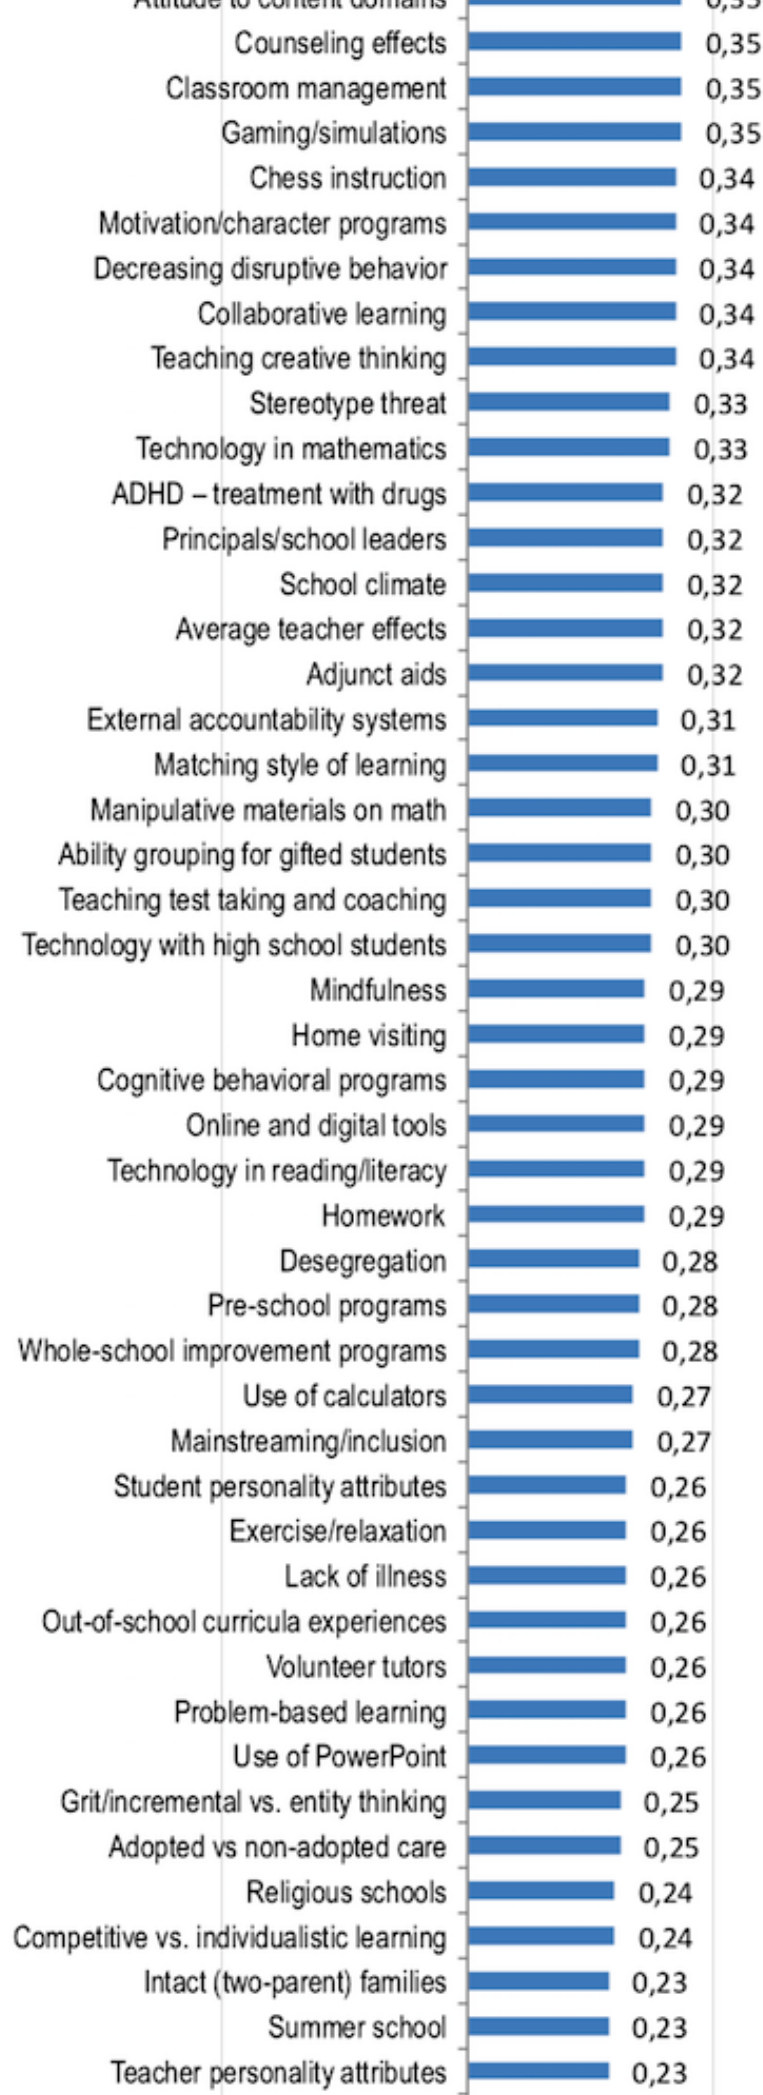 Attitude to content domains 0,35
Counseling effects 0,35
Classroom management 0,35
Gaming/simulations 0,35
Chess instruction 0,34
Motivation/character programs 0,34
Decreasing disruptive behavior 0,34
Collaborative learning 0,34
Teaching creative thinking 0,34
Stereotype threat 0,33
Technology in mathematics 0,33
ADHD – treatment with drugs 0,32
Principals/school leaders 0,32
School climate 0,32
Average teacher effects 0,32
Adjunct aids 0,32
External accountability systems 0,31
Matching style of learning 0,31
Manipulative materials on math 0,30
Ability grouping for gifted students 0,30
Teaching test taking and coaching 0,30
Technology with high school students 0,30
Mindfulness 0,29
Home visiting 0,29
Cognitive behavioral programs 0,29
Online and digital tools 0,29
Technology in reading/literacy 0,29
Homework 0,29
Desegregation 0,28
Pre-school programs 0,28
Whole-school improvement programs 0,28
Use of calculators 0,27
Mainstreaming/inclusion 0,27
Student personality attributes 0,26
Exercise/relaxation 0,26
Lack of illness 0,26
Out-of-school curricula experiences 0,26
Volunteer tutors 0,26
Problem-based learning 0,26
Use of PowerPoint 0,26
Grit/incremental vs. entity thinking 0,25
Adopted vs non-adopted care 0,25
Religious schools 0,24
Competitive vs. individualistic learning 0,24
Intact (two-parent) families 0,23
Summer school 0,23
Teacher personality attributes 0,23